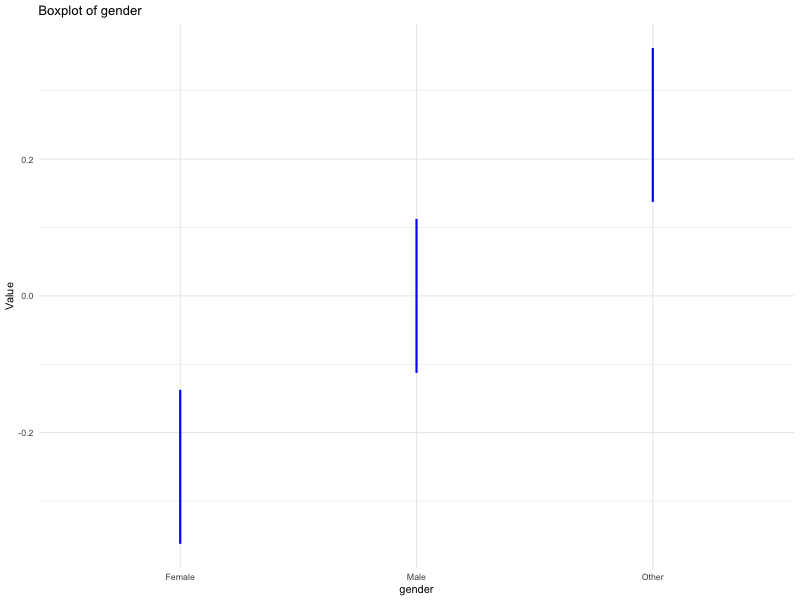 Boxplot of gender
Value
0.2
0.0
-0.2
Female Male Other
gender